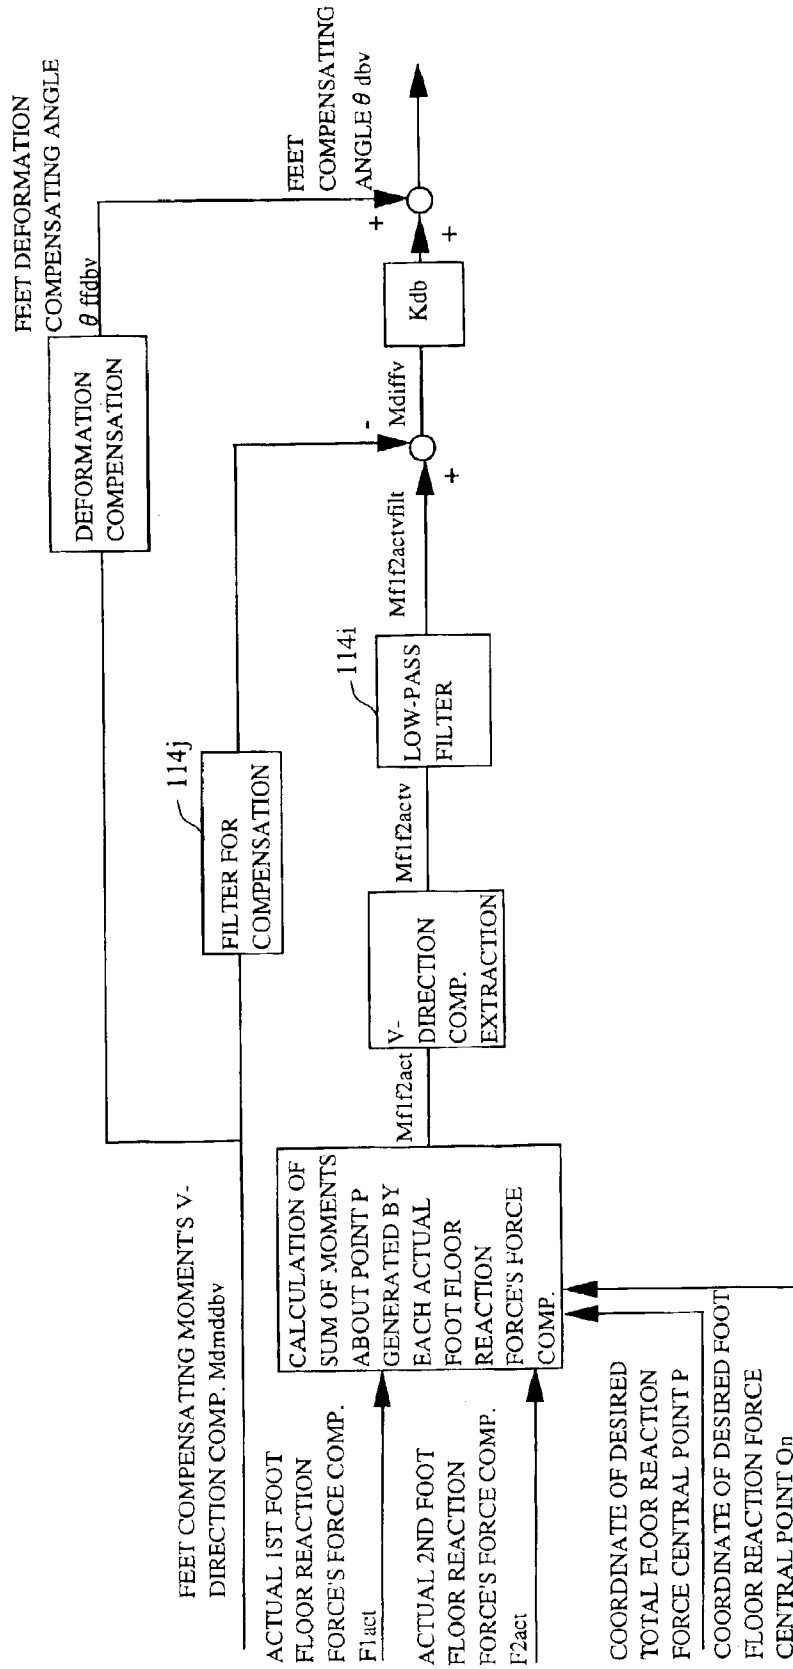 FEET DEFORMATION
COMPENSATING ANGLE
θ ffdbv
DEFORMATION
COMPENSATION
FEET
COMPENSATING
ANGLE θ dbv
+
+
Kdb
Mdiffv
-
+
114j
FILTER FOR
COMPENSATION
Mf1f2actvfilt
114i
LOW-PASS
FILTER
Mf1f2actv
V-
DIRECTION
COMP.
EXTRACTION
Mf1f2act
FEET COMPENSATING MOMENT'S V-
DIRECTION COMP. Mdmddbv
CALCULATION OF
SUM OF MOMENTS
ABOUT POINT P
GENERATED BY
EACH ACTUAL
FOOT FLOOR
REACTION
FORCE'S FORCE
COMP.
ACTUAL 1ST FOOT
FLOOR REACTION
FORCE'S FORCE COMP.
F1act
ACTUAL 2ND FOOT
FLOOR REACTION
FORCE'S FORCE COMP.
F2act
COORDINATE OF DESIRED
TOTAL FLOOR REACTION
FORCE CENTRAL POINT P
COORDINATE OF DESIRED FOOT
FLOOR REACTION FORCE
CENTRAL POINT On